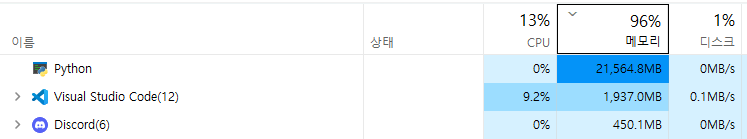 13% 96% 1%
이름 상태 CPU 메모리 디스크
Python 0% 21,564.8MB 0MB/s
Visual Studio Code(12) 9.2% 1,937.0MB 0.1MB/s
Discord(6) 0% 450.1MB 0MB/s